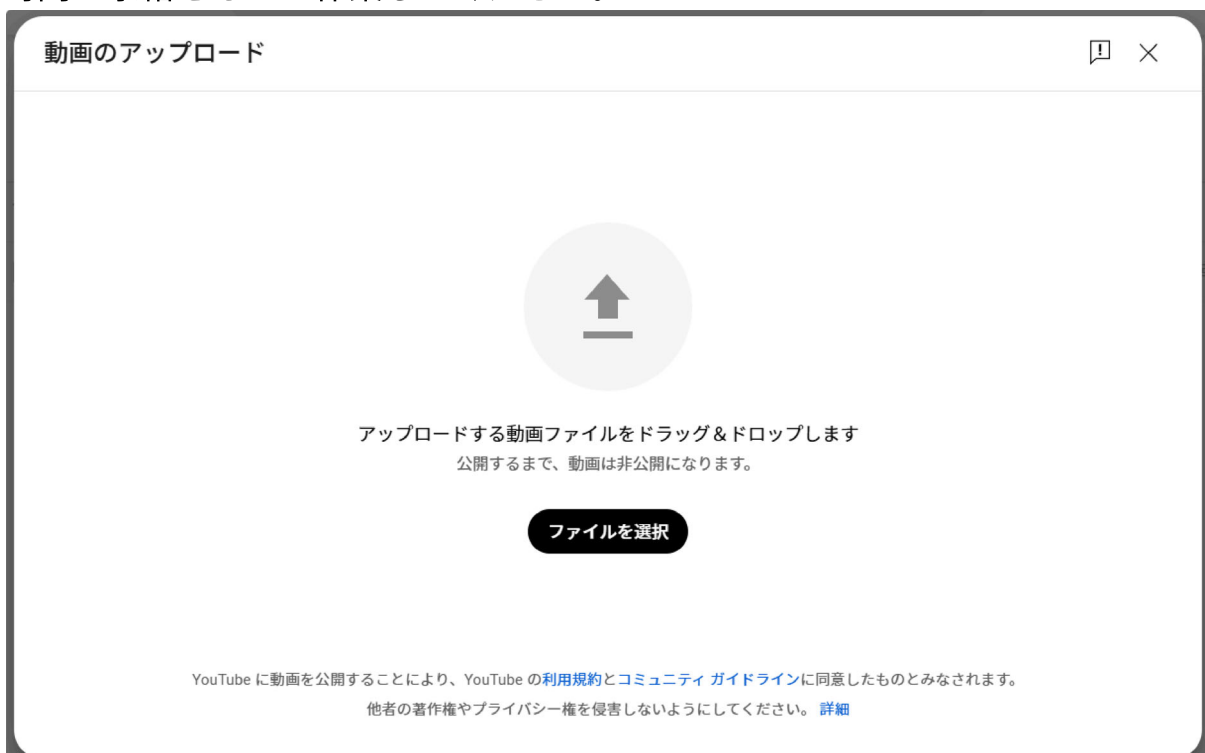 動画のアップロード
アップロードする動画ファイルをドラッグ＆ドロップします
公開するまで、動画は非公開になります。
ファイルを選択
YouTube に動画を公開することにより、YouTube の利用規約とコミュニティ ガイドラインに同意したものとみなされます。
他者の著作権やプライバシー権を侵害しないようにしてください。 詳細